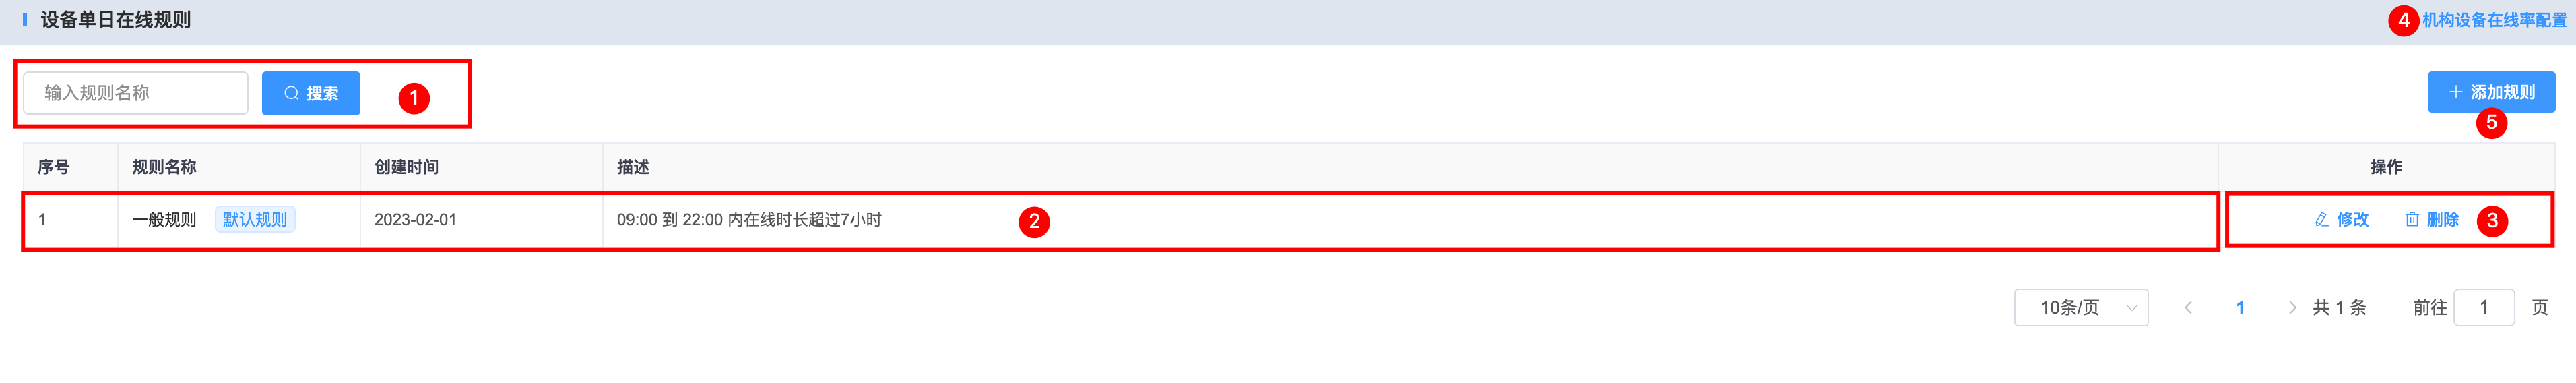 设备单日在线规则
4 机构设备在线率配置
输入规则名称 搜索 1
添加规则
5
序号 规则名称 创建时间 描述 操作
1 一般规则 默认规则 2023-02-01 09:00 到 22:00 内在线时长超过7小时 2 修改 删除 3
10条/页 1 共 1 条 前往 1 页